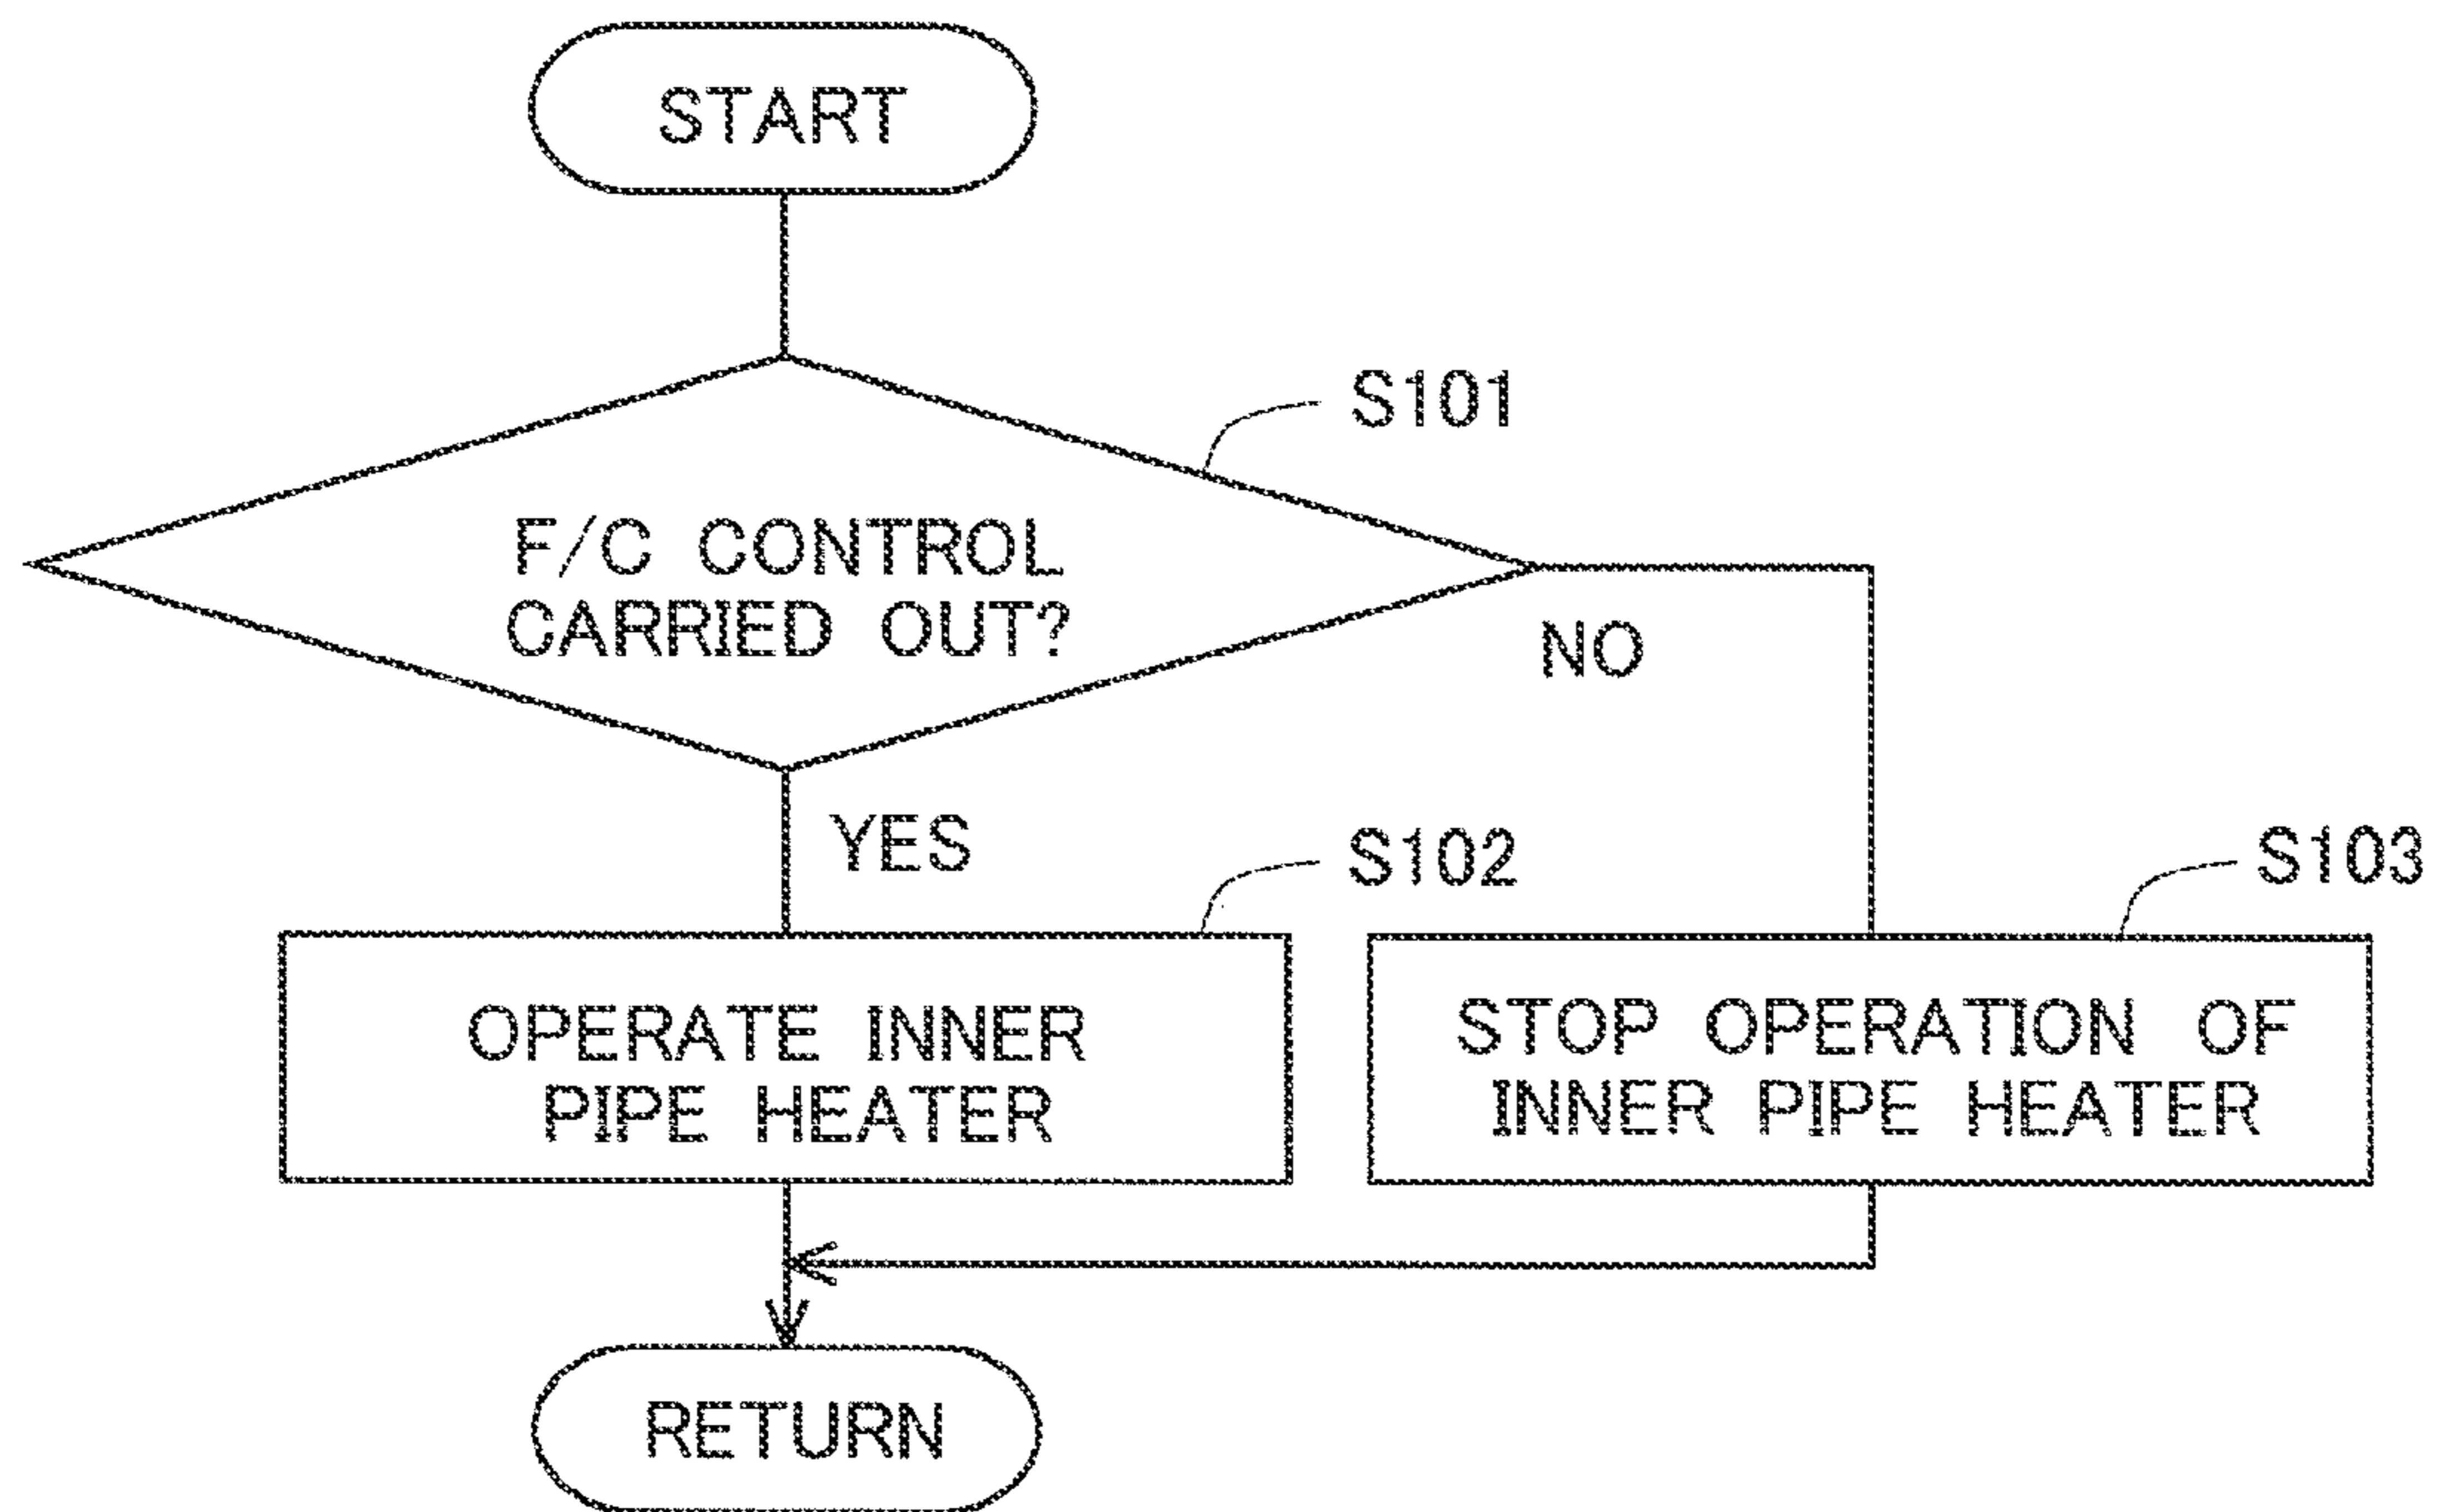 START
S101
F/C CONTROL
CARRIED OUT?
NO
YES
S102
S103
OPERATE INNER
PIPE HEATER
STOP OPERATION OF
INNER PIPE HEATER
RETURN